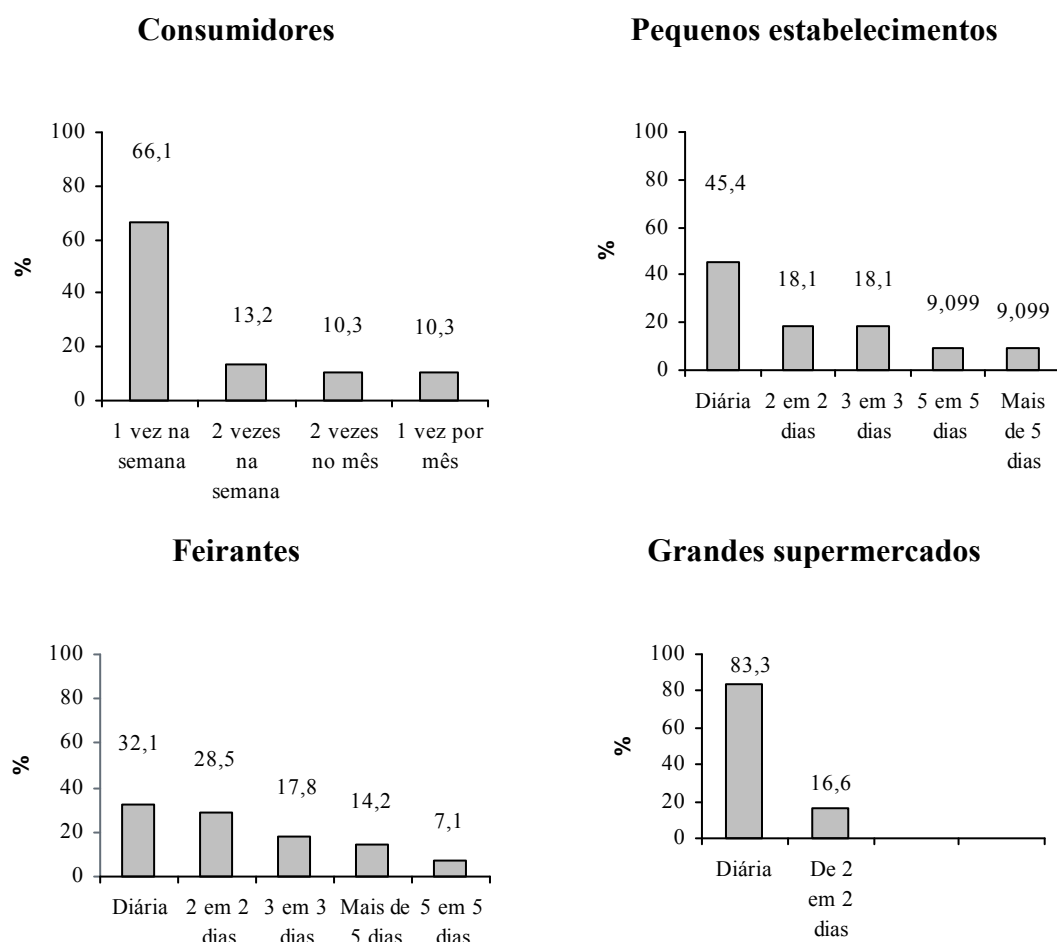 Consumidores
100
80
60
40
20
0
%
66,1
13,2
10,3
10,3
1 vez na
semana
2 vezes
na
semana
2 vezes
no mês
1 vez por
mês
Pequenos estabelecimentos
100
80
60
40
20
0
%
45,4
18,1
18,1
9,099
9,099
Diária
2 em 2
dias
3 em 3
dias
5 em 5
dias
Mais
de 5
dias
Feirantes
100
80
60
40
20
0
%
32,1
28,5
17,8
14,2
7,1
Diária
2 em 2
dias
3 em 3
dias
Mais de
5 dias
5 em 5
dias
Grandes supermercados
100
80
60
40
20
0
%
83,3
16,6
Diária
De 2
em 2
dias